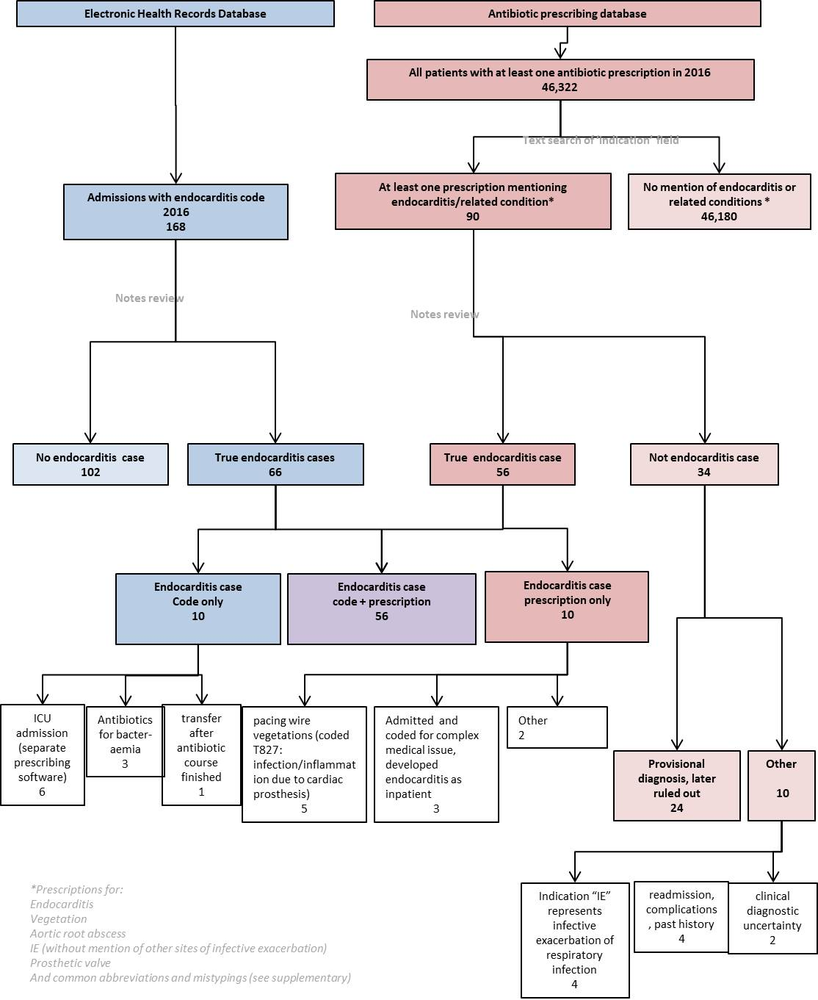 Electronic Health Records Database
Antibiotic prescribing database
All patients with at least one antibiotic prescription in 2016
46,322
Text search of 'indication' field
At least one prescription mentioning
endocarditis/related condition*
90
No mention of endocarditis or
related conditions *
46,180
Admissions with endocarditis code
2016
168
Notes review
Notes review
No endocarditis case
102
True endocarditis cases
66
True endocarditis case
56
Not endocarditis case
34
Endocarditis case
Code only
10
Endocarditis case
code + prescription
56
Endocarditis case
prescription only
10
ICU
admission
(separate
prescribing
software)
6
Antibiotics
for bacter-
aemia
3
transfer
after
antibiotic
course
finished
1
pacing wire
vegetations (coded
T827:
infection/inflammat
ion due to cardiac
prosthesis)
5
Admitted and
coded for complex
medical issue,
developed
endocarditis as
inpatient
3
Other
2
Provisional
diagnosis, later
ruled out
24
Other
10
Indication “IE”
represents
infective
exacerbation of
respiratory
infection
4
readmission,
complications
, past history
4
clinical
diagnostic
uncertainty
2
*Prescriptions for:
Endocarditis
Vegetation
Aortic root abscess
IE (without mention of other sites of infective exacerbation)
Prosthetic valve
And common abbreviations and mistypings (see supplementary)